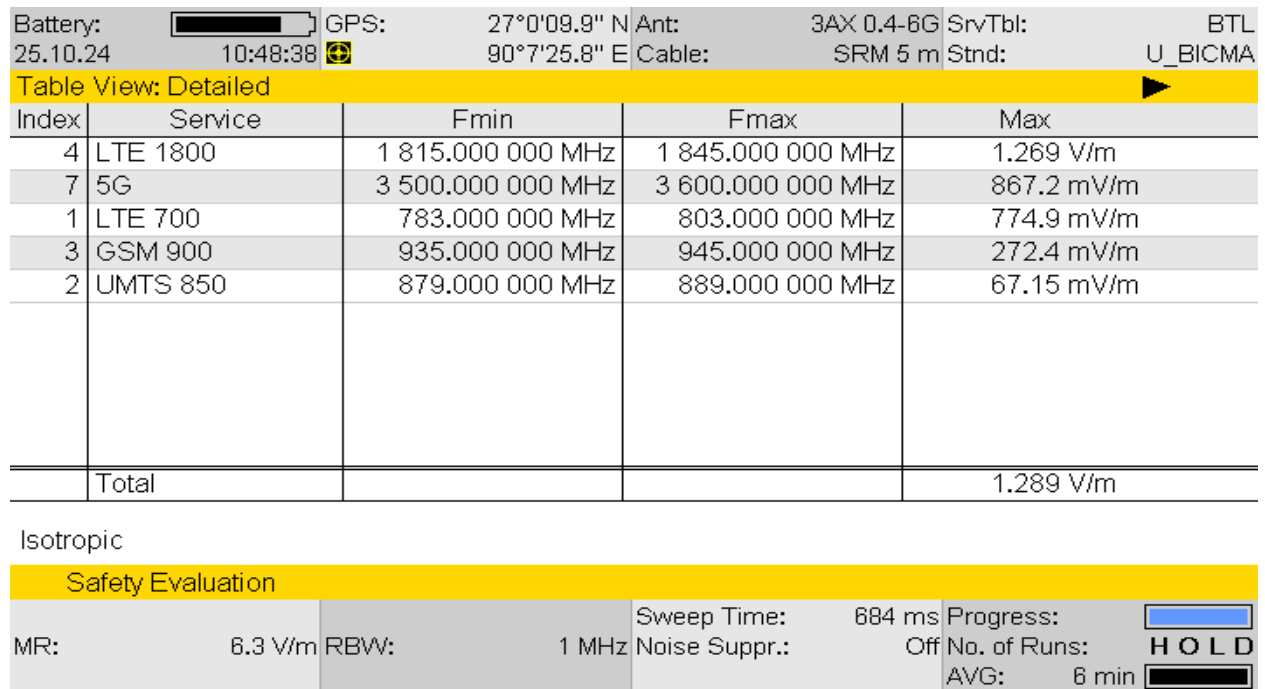 Battery: GPS: 27°0'09.9" N Ant: 3AX 0.4-6G SrvTbl: BTL
25.10.24 10:48:38 90°7'25.8" E Cable: SRM 5 m Stnd: U_BICMA
Table View: Detailed
Index Service Fmin Fmax Max
4 LTE 1800 1 815.000 000 MHz 1 845.000 000 MHz 1.269 V/m
7 5G 3 500.000 000 MHz 3 600.000 000 MHz 867.2 mV/m
1 LTE 700 783.000 000 MHz 803.000 000 MHz 774.9 mV/m
3 GSM 900 935.000 000 MHz 945.000 000 MHz 272.4 mV/m
2 UMTS 850 879.000 000 MHz 889.000 000 MHz 67.15 mV/m
Total 1.289 V/m
Isotropic
Safety Evaluation
Sweep Time: 684 ms Progress:
MR: 6.3 V/m RBW: 1 MHz Noise Suppr.: Off No. of Runs: HOLD
AVG: 6 min